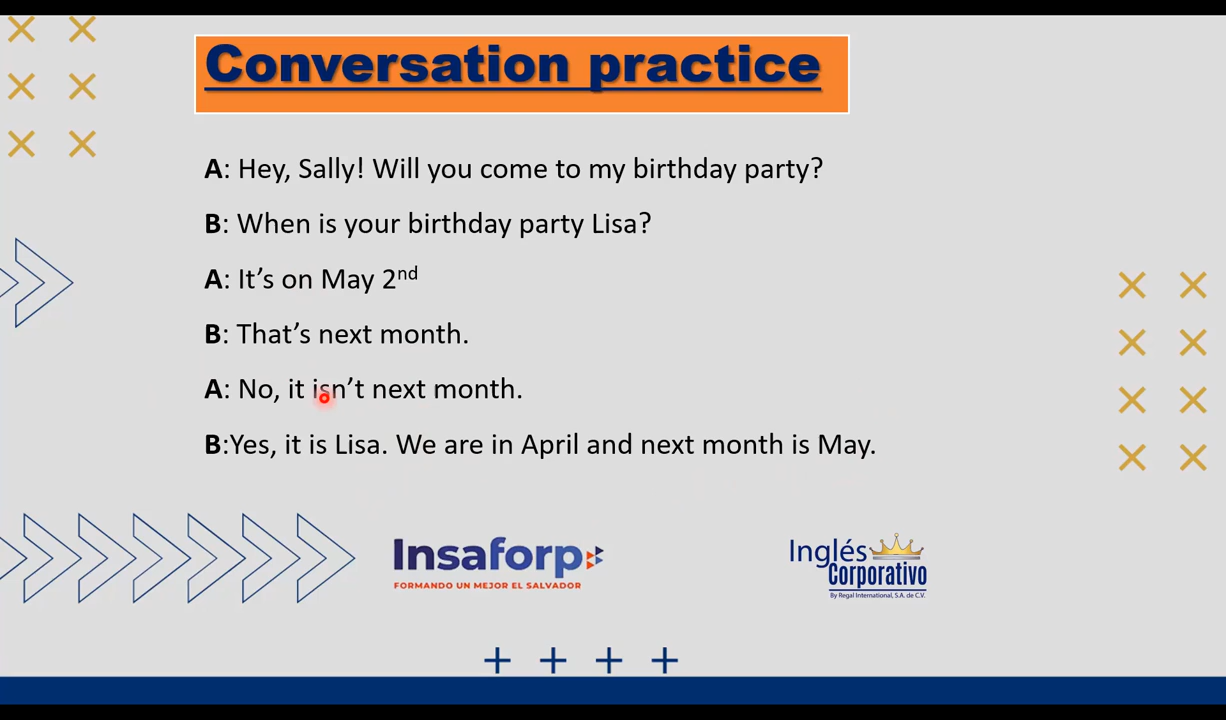 Conversation practice
A: Hey, Sally! Will you come to my birthday party?
B: When is your birthday party Lisa?
A: It’s on May 2nd
B: That’s next month.
A: No, it isn’t next month.
B:Yes, it is Lisa. We are in April and next month is May.
Insaforp
FORMANDO UN MEJOR EL SALVADOR
Inglés
Corporativo
By Regal International, S.A. de C.V.